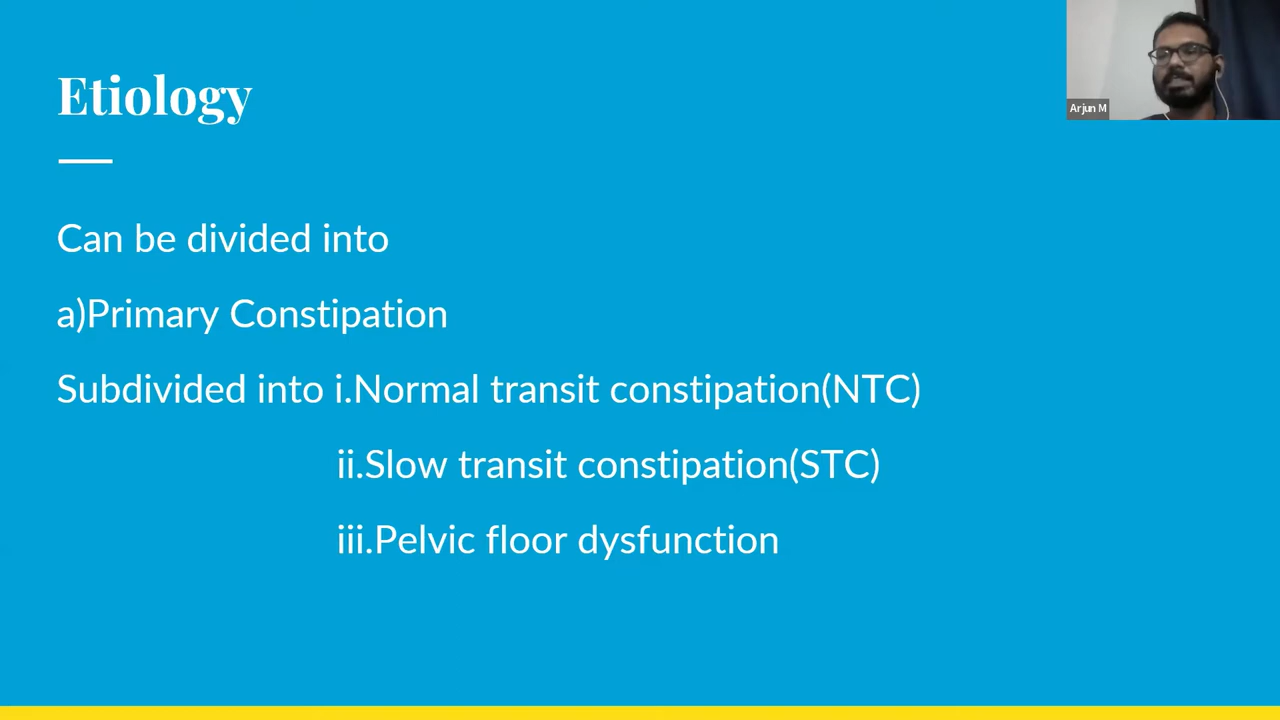 Etiology
Arjun M
Can be divided into
a)Primary Constipation
Subdivided into i.Normal transit constipation(NTC)
ii.Slow transit constipation(STC)
iii.Pelvic floor dysfunction